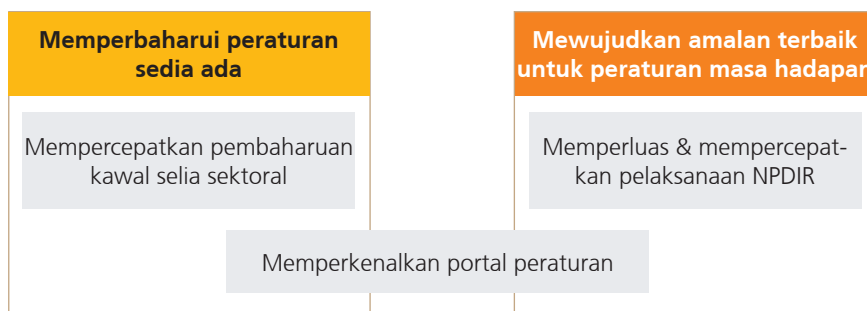 Memperbaharui peraturan
sedia ada
Mewujudkan amalan terbaik
untuk peraturan masa hadapan
Mempercepatkan pembaharuan
kawal selia sektoral
Memperluas & mempercepat-
kan pelaksanaan NPDIR
Memperkenalkan portal peraturan